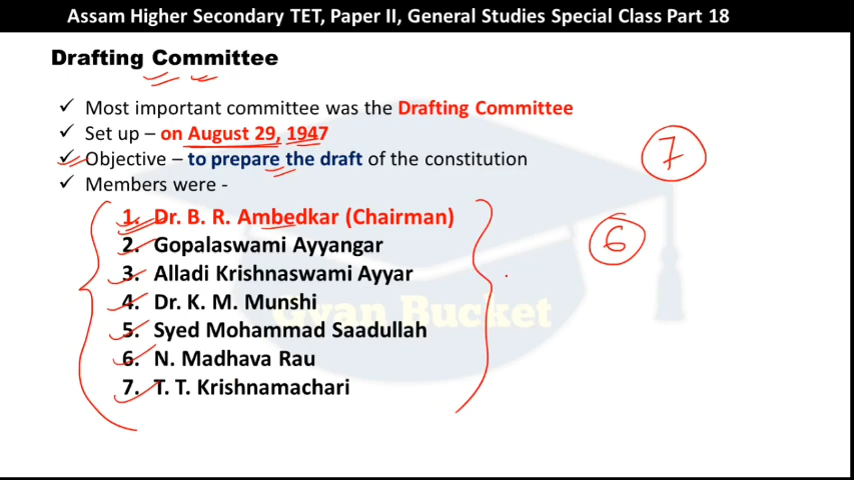 Assam Higher Secondary TET, Paper II, General Studies Special Class Part 18
Drafting Committee
✓ Most important committee was the Drafting Committee
✓ Set up – on August 29, 1947
✓ Objective – to prepare the draft of the constitution
✓ Members were -
1. Dr. B. R. Ambedkar (Chairman)
2. Gopalaswami Ayyangar
3. Alladi Krishnaswami Ayyar
4. Dr. K. M. Munshi
5. Syed Mohammad Saadullah
6. N. Madhava Rau
7. T. T. Krishnamachari
7
6
Gyan Bucket